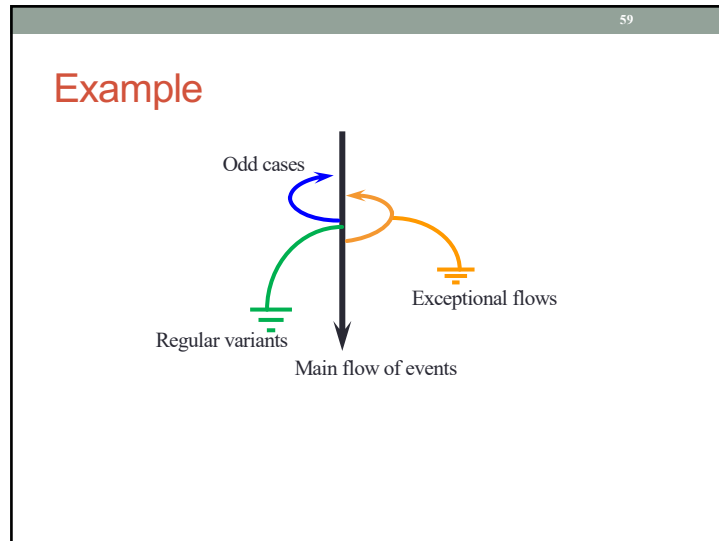 59
Example
Odd cases
Exceptional flows
Regular variants
Main flow of events